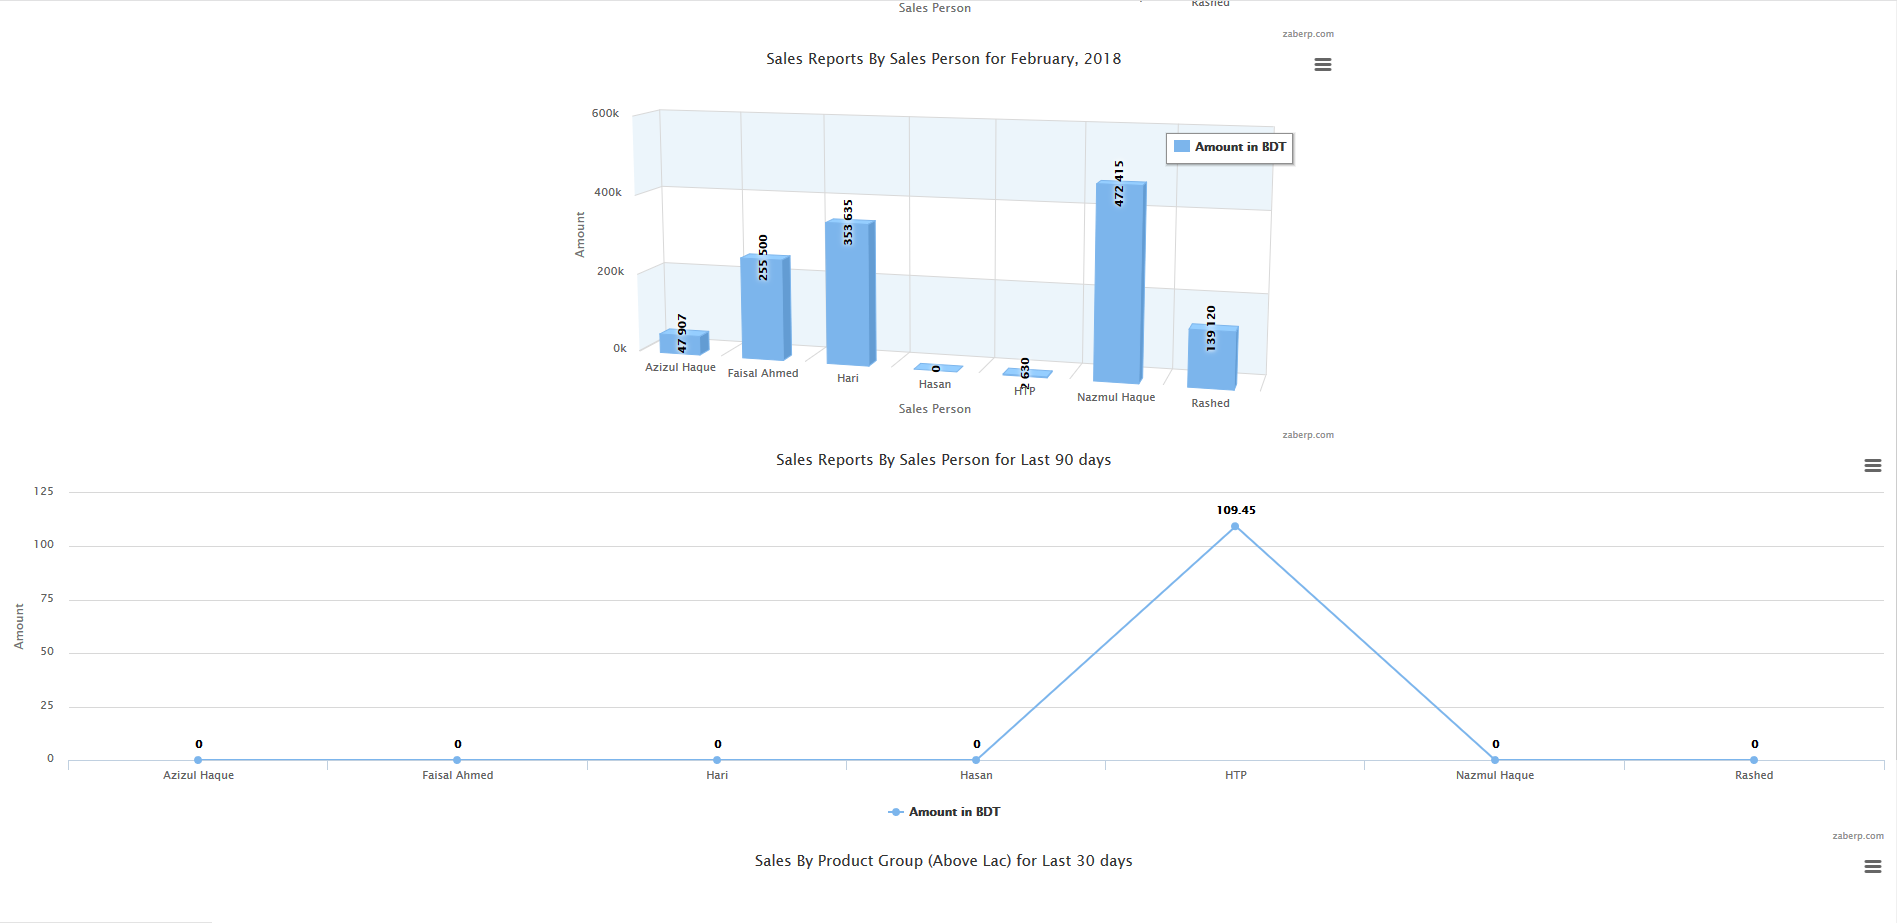 Sales Person
Rashed
zaberp.com
Sales Reports By Sales Person for February, 2018
600k
400k
200k
0k
Amount
Amount in BDT
47 907
255 500
353 635
0
2 630
472 415
139 120
Azizul Haque
Faisal Ahmed
Hari
Hasan
HTP
Nazmul Haque
Rashed
Sales Person
zaberp.com
Sales Reports By Sales Person for Last 90 days
125
100
75
50
25
0
Amount
0
0
0
0
109.45
0
0
Azizul Haque
Faisal Ahmed
Hari
Hasan
HTP
Nazmul Haque
Rashed
Amount in BDT
zaberp.com
Sales By Product Group (Above Lac) for Last 30 days